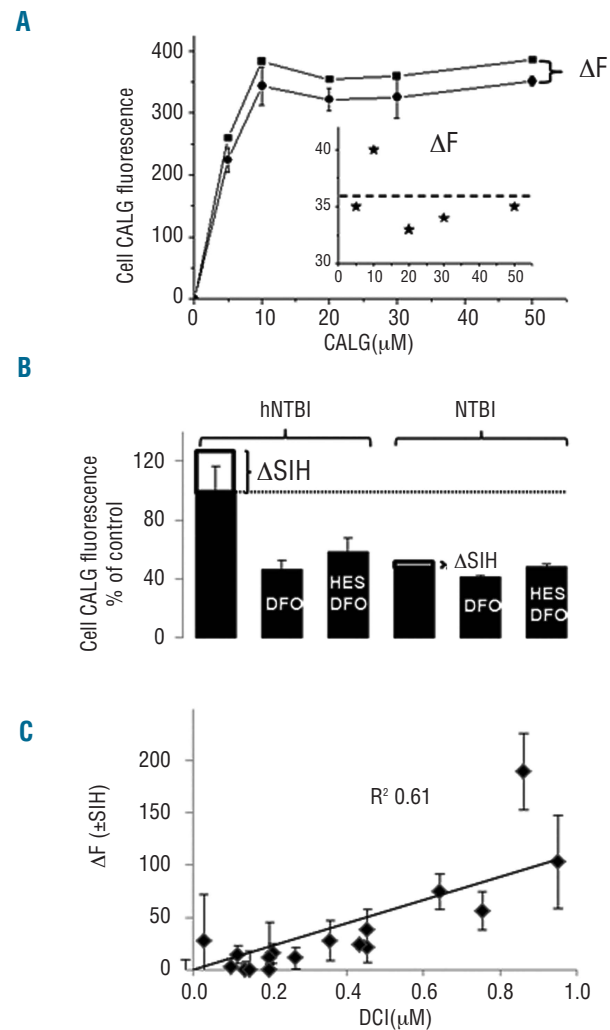 A
400
300
200
100
0
Cell CALG fluorescence
ΔF
ΔF
40
35
30
0 10 20 30 40 50
0 10 20 30 40 50
CALG(μM)
B
hNTBI NTBI
120
80
40
0
Cell CALG fluorescence
% of control
ΔSIH
ΔSIH
DFO
HES
DFO
DFO
HES
DFO
C
200
150
100
50
0
ΔF (±SIH)
R² 0.61
0.0 0.2 0.4 0.6 0.8 1.0
DCI(μM)